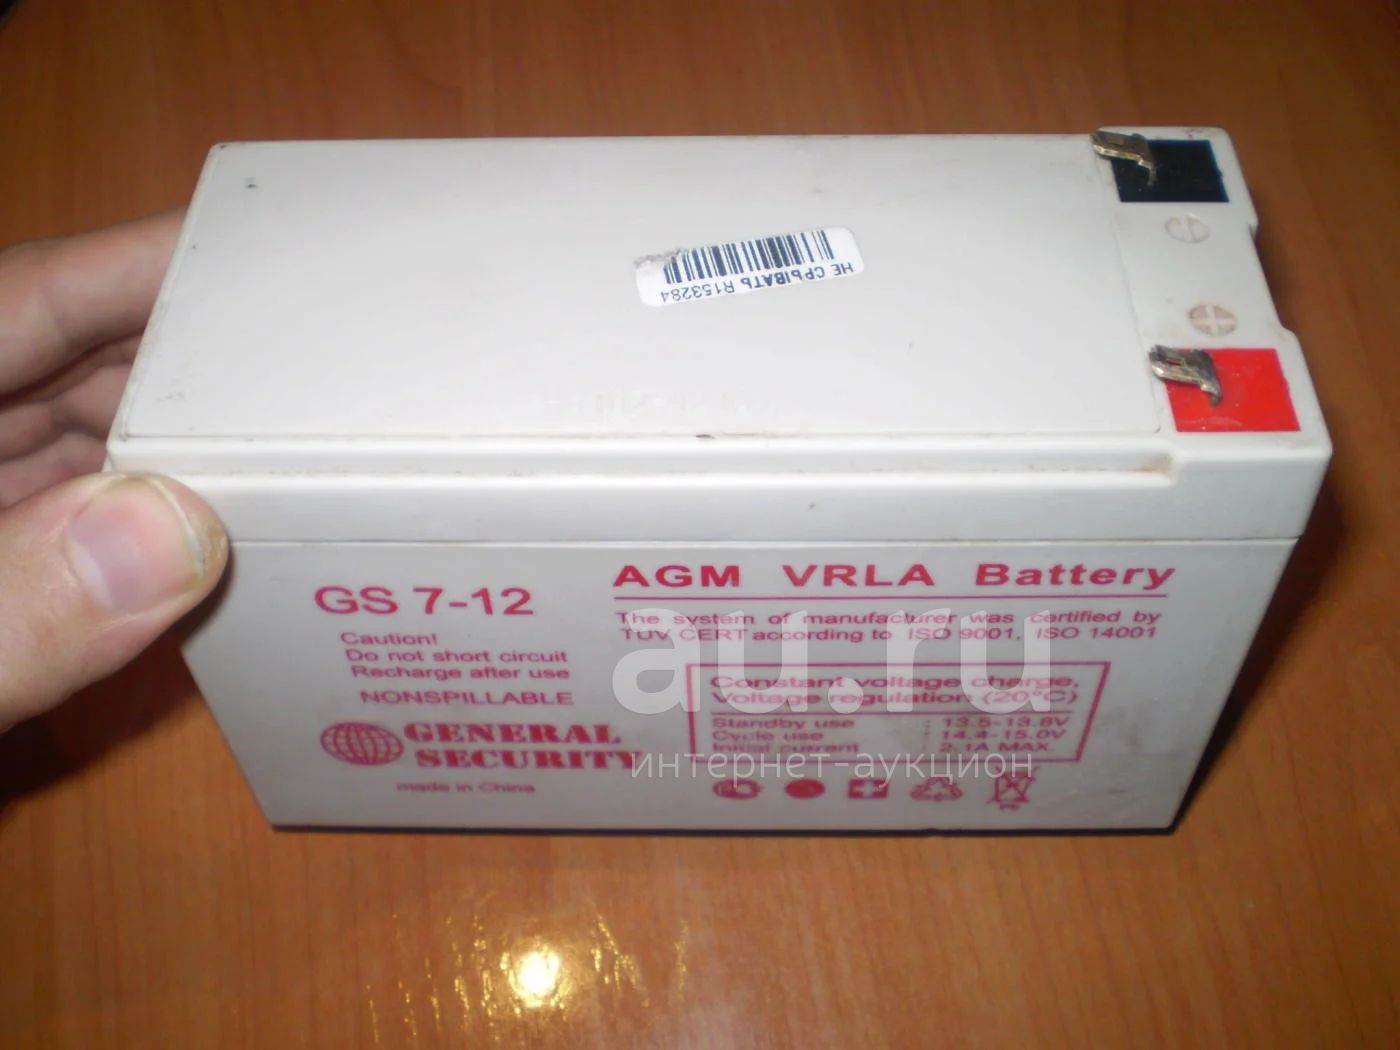 НЕ СРЫВАТЬ R153284
GS 7-12
Caution!
Do not short circuit
Recharge after use
NONSPILLABLE
GENERAL
SECURITY
made in China
AGM VRLA Battery
The system of manufacturer was certified by
TUV CERT according to ISO 9001, ISO 14001
Constant voltage charge,
Voltage regulation (20°C)
Standby use : 13.5-13.8V
Cycle use : 14.4-15.0V
Initial current : 2.1A MAX.
Pb
au.ru
интернет-аукцион